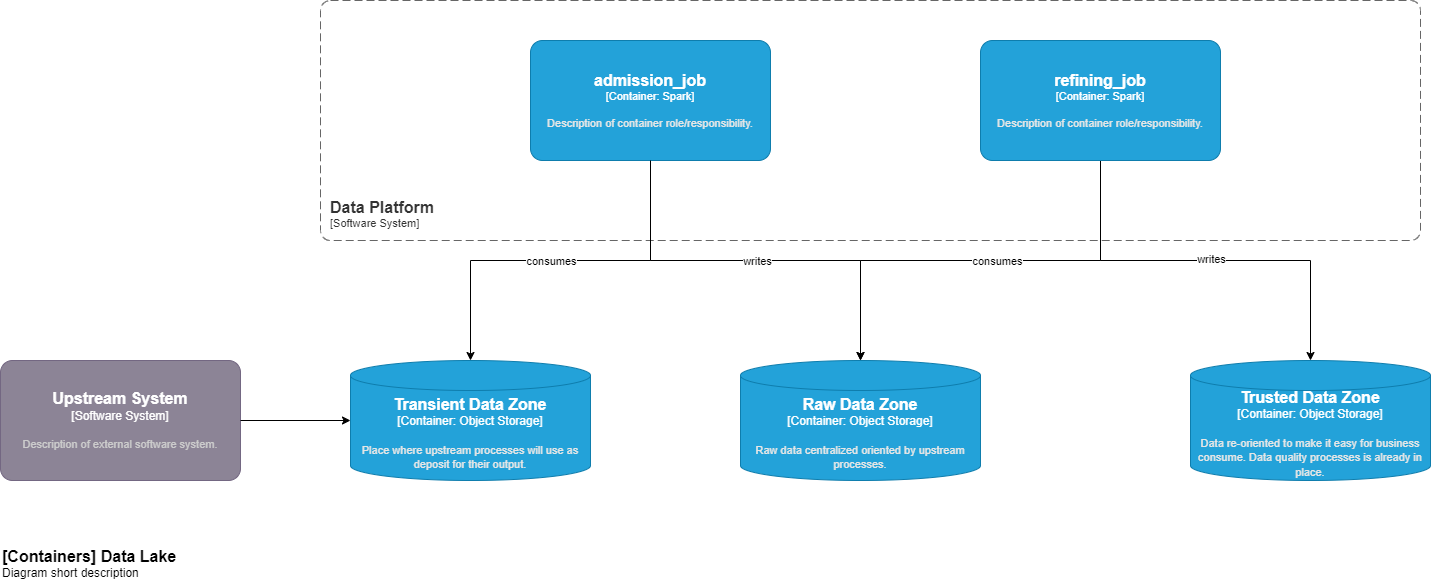 admission_job
[Container: Spark]
Description of container role/responsibility.
refining_job
[Container: Spark]
Description of container role/responsibility.
Data Platform
[Software System]
consumes
writes
consumes
writes
Upstream System
[Software System]
Description of external software system.
Transient Data Zone
[Container: Object Storage]
Place where upstream processes will use as
deposit for their output.
Raw Data Zone
[Container: Object Storage]
Raw data centralized oriented by upstream
processes.
Trusted Data Zone
[Container: Object Storage]
Data re-oriented to make it easy for business
consume. Data quality processes is already in
place.
[Containers] Data Lake
Diagram short description